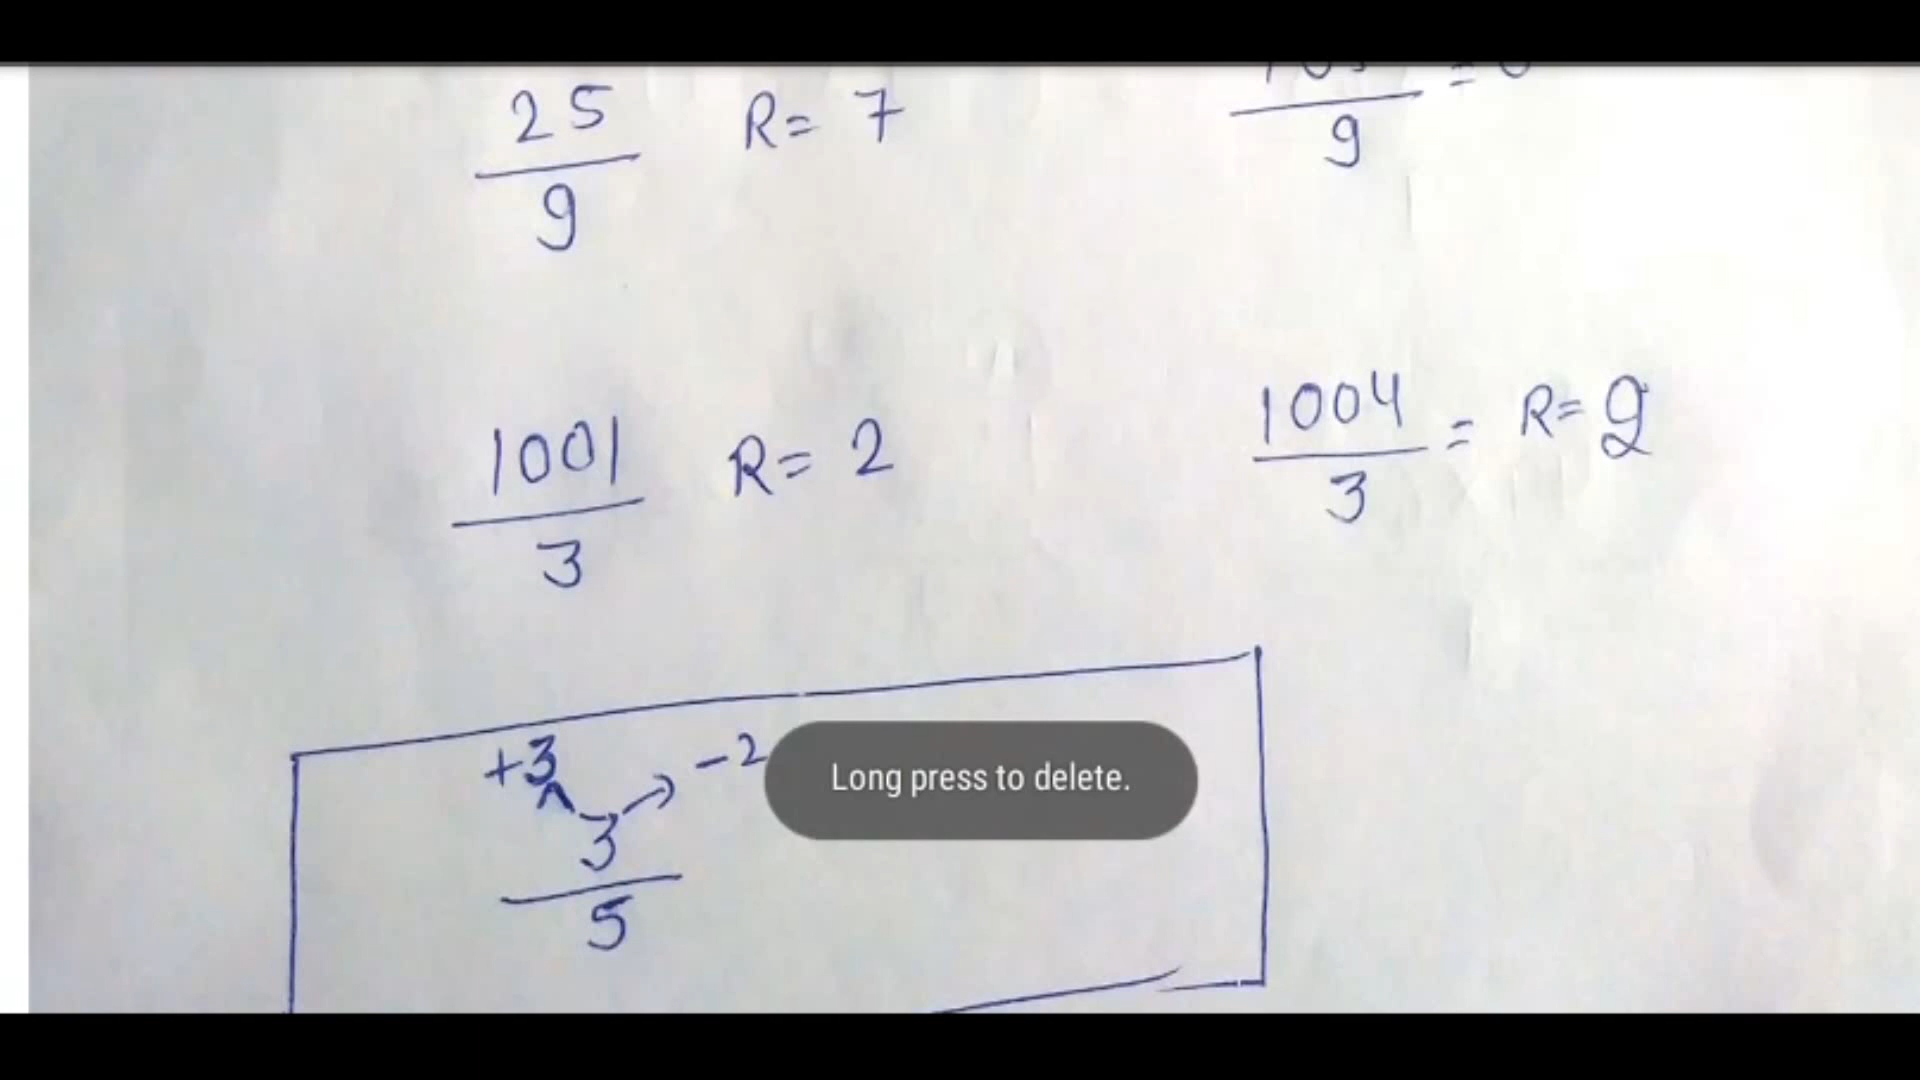 25
9
R= 7
9
1001
3
R= 2
1004
3
= R= 2
+3
-2
3
5
Long press to delete.